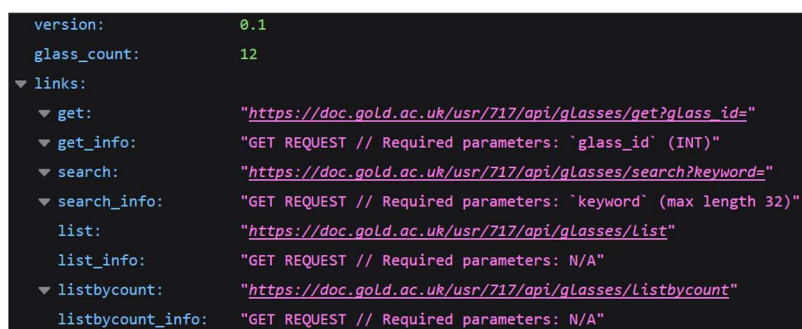 version: 0.1
glass_count: 12
links:
get: "https://doc.gold.ac.uk/usr/717/api/glasses/get?glass_id="
get_info: "GET REQUEST // Required parameters: `glass_id` (INT)"
search: "https://doc.gold.ac.uk/usr/717/api/glasses/search?keyword="
search_info: "GET REQUEST // Required parameters: `keyword` (max length 32)"
list: "https://doc.gold.ac.uk/usr/717/api/glasses/list"
list_info: "GET REQUEST // Required parameters: N/A"
listbycount: "https://doc.gold.ac.uk/usr/717/api/glasses/listbycount"
listbycount_info: "GET REQUEST // Required parameters: N/A"